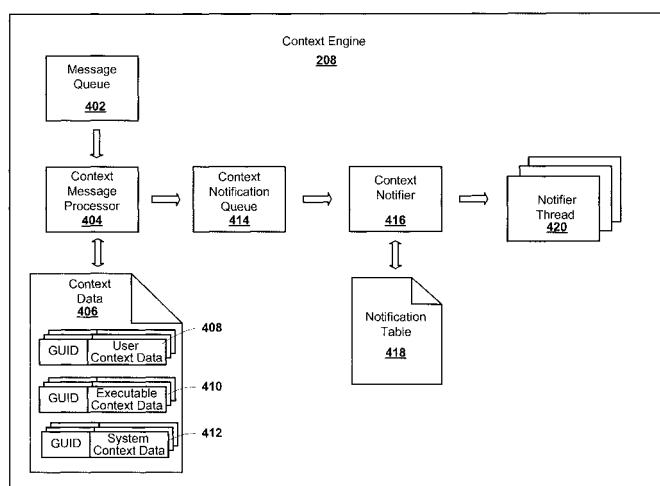 Context Engine
208
Message
Queue
402
Context
Message
Processor
404
Context
Notification
Queue
414
Context
Notifier
416
Notifier
Thread
420
Context
Data
406
408
GUID
User
Context Data
410
GUID
Executable
Context Data
412
GUID
System
Context Data
Notification
Table
418